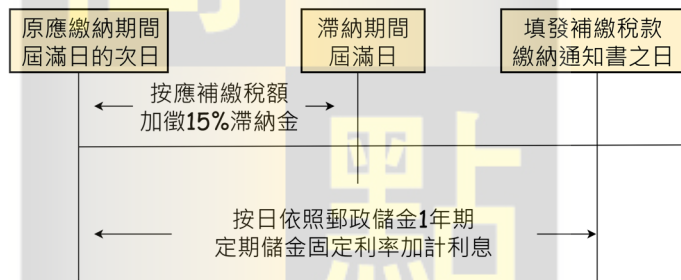 原應繳納期間
屆滿日的次日
滯納期間
屆滿日
填發補繳稅款
繳納通知書之日
按應補繳稅額
加徵15%滯納金
按日依照郵政儲金1年期
定期儲金固定利率加計利息
點